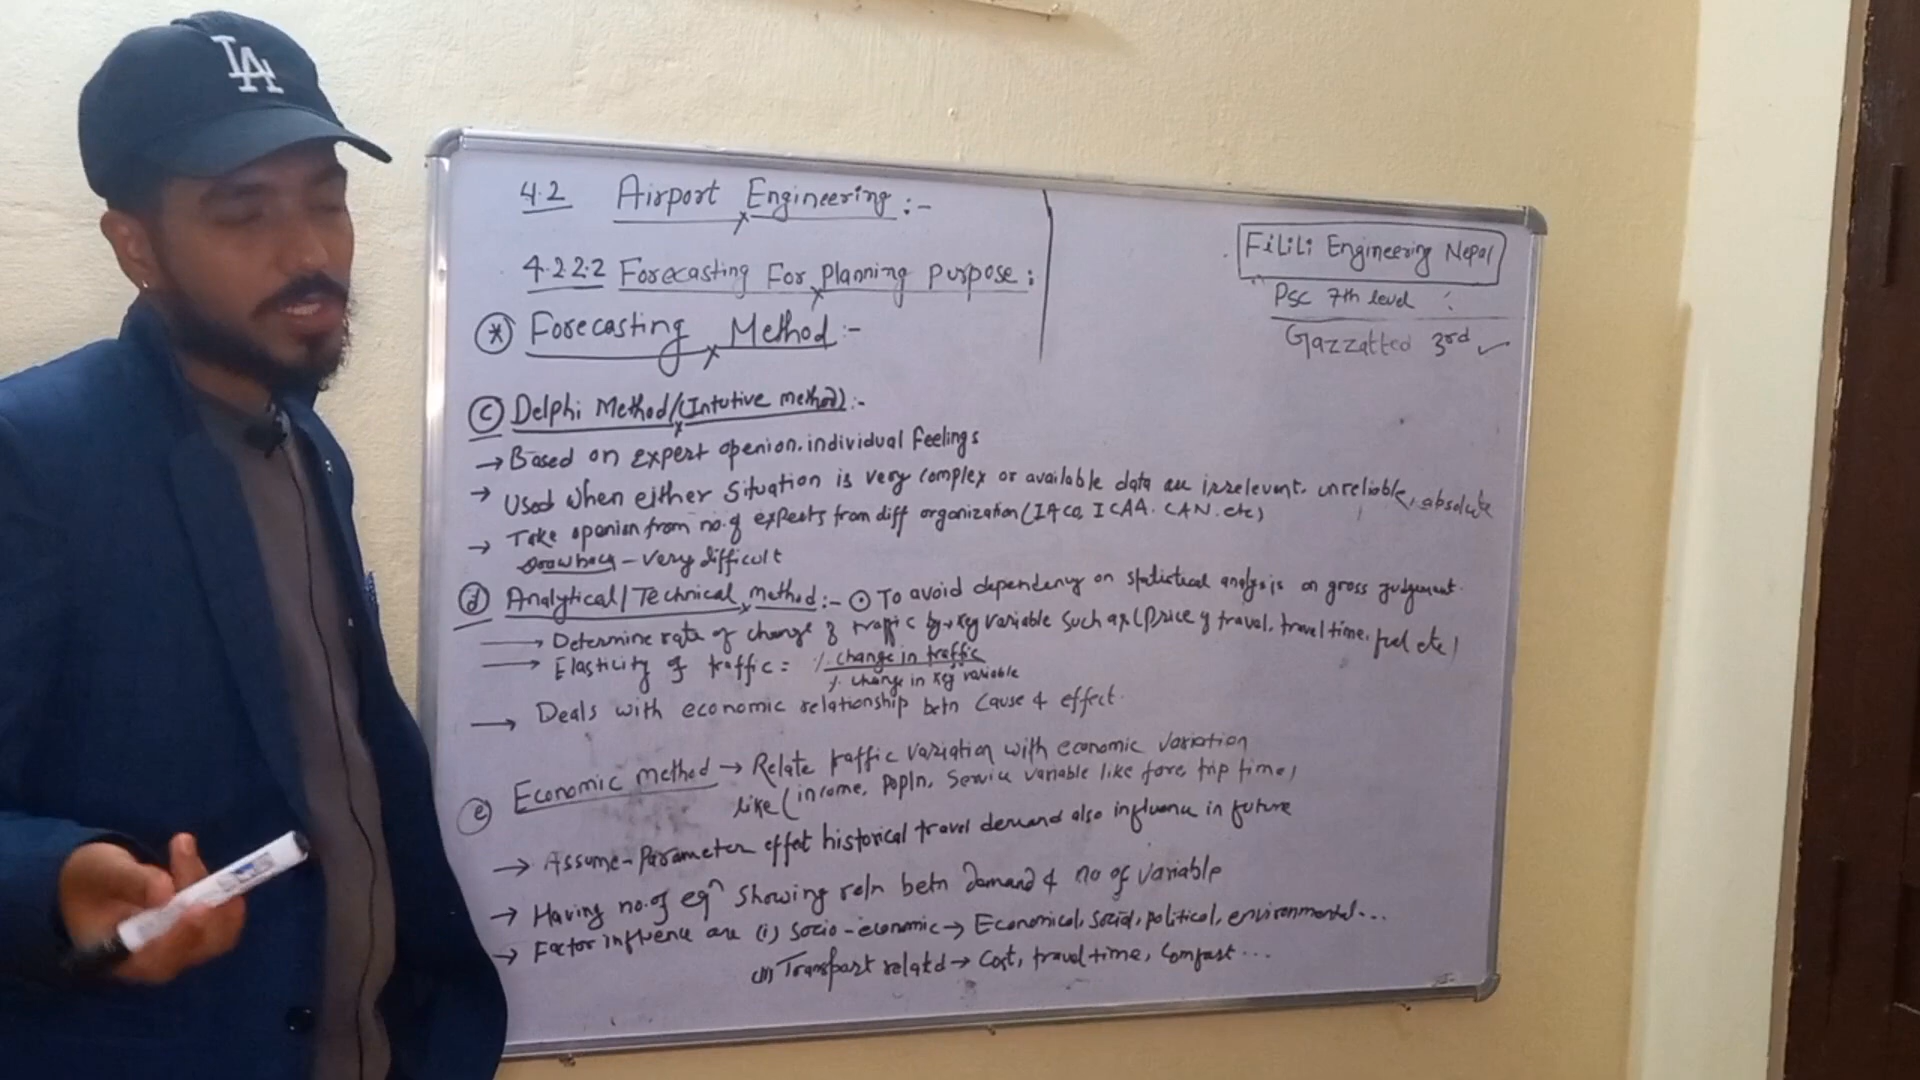 LA
4.2 Airport Engineering :-
4.2.2.2 Forecasting For Planning Purpose :
* Forecasting Method :-
FiLiLi Engineering Nepal
PSC 7th level :
Gazzatted 3rd ✓
(c) Delphi Method/(Intutive method) :-
→ Based on expert openion, individual feelings
→ Used when either situation is very complex or available data are irrelevent, unreliable, absolute
→ Take openion from no. of experts from diff organization (IACO, ICAA, CAN, etc)
Drawback - very difficult
(d) Analytical/Technical method :- ⊙ To avoid dependency on statistical analysis on gross judgement.
→ Determine rate of change of traffic by key variable such as (price of travel, travel time, fuel etc)
→ Elasticity of traffic = % change in traffic
% change in key variable
→ Deals with economic relationship betn cause & effect.
(e) Economic method → Relate traffic variation with economic variation
like (income, popln, service variable like fare, trip time)
→ Assume - Parameter effect historical travel demand also influence in future
→ Having no. of eqn showing reln betn demand & no of variable
→ Factor influence are (i) socio-economic → Economical, social, political, environmental...
(ii) Transport related → Cost, travel time, comfort...